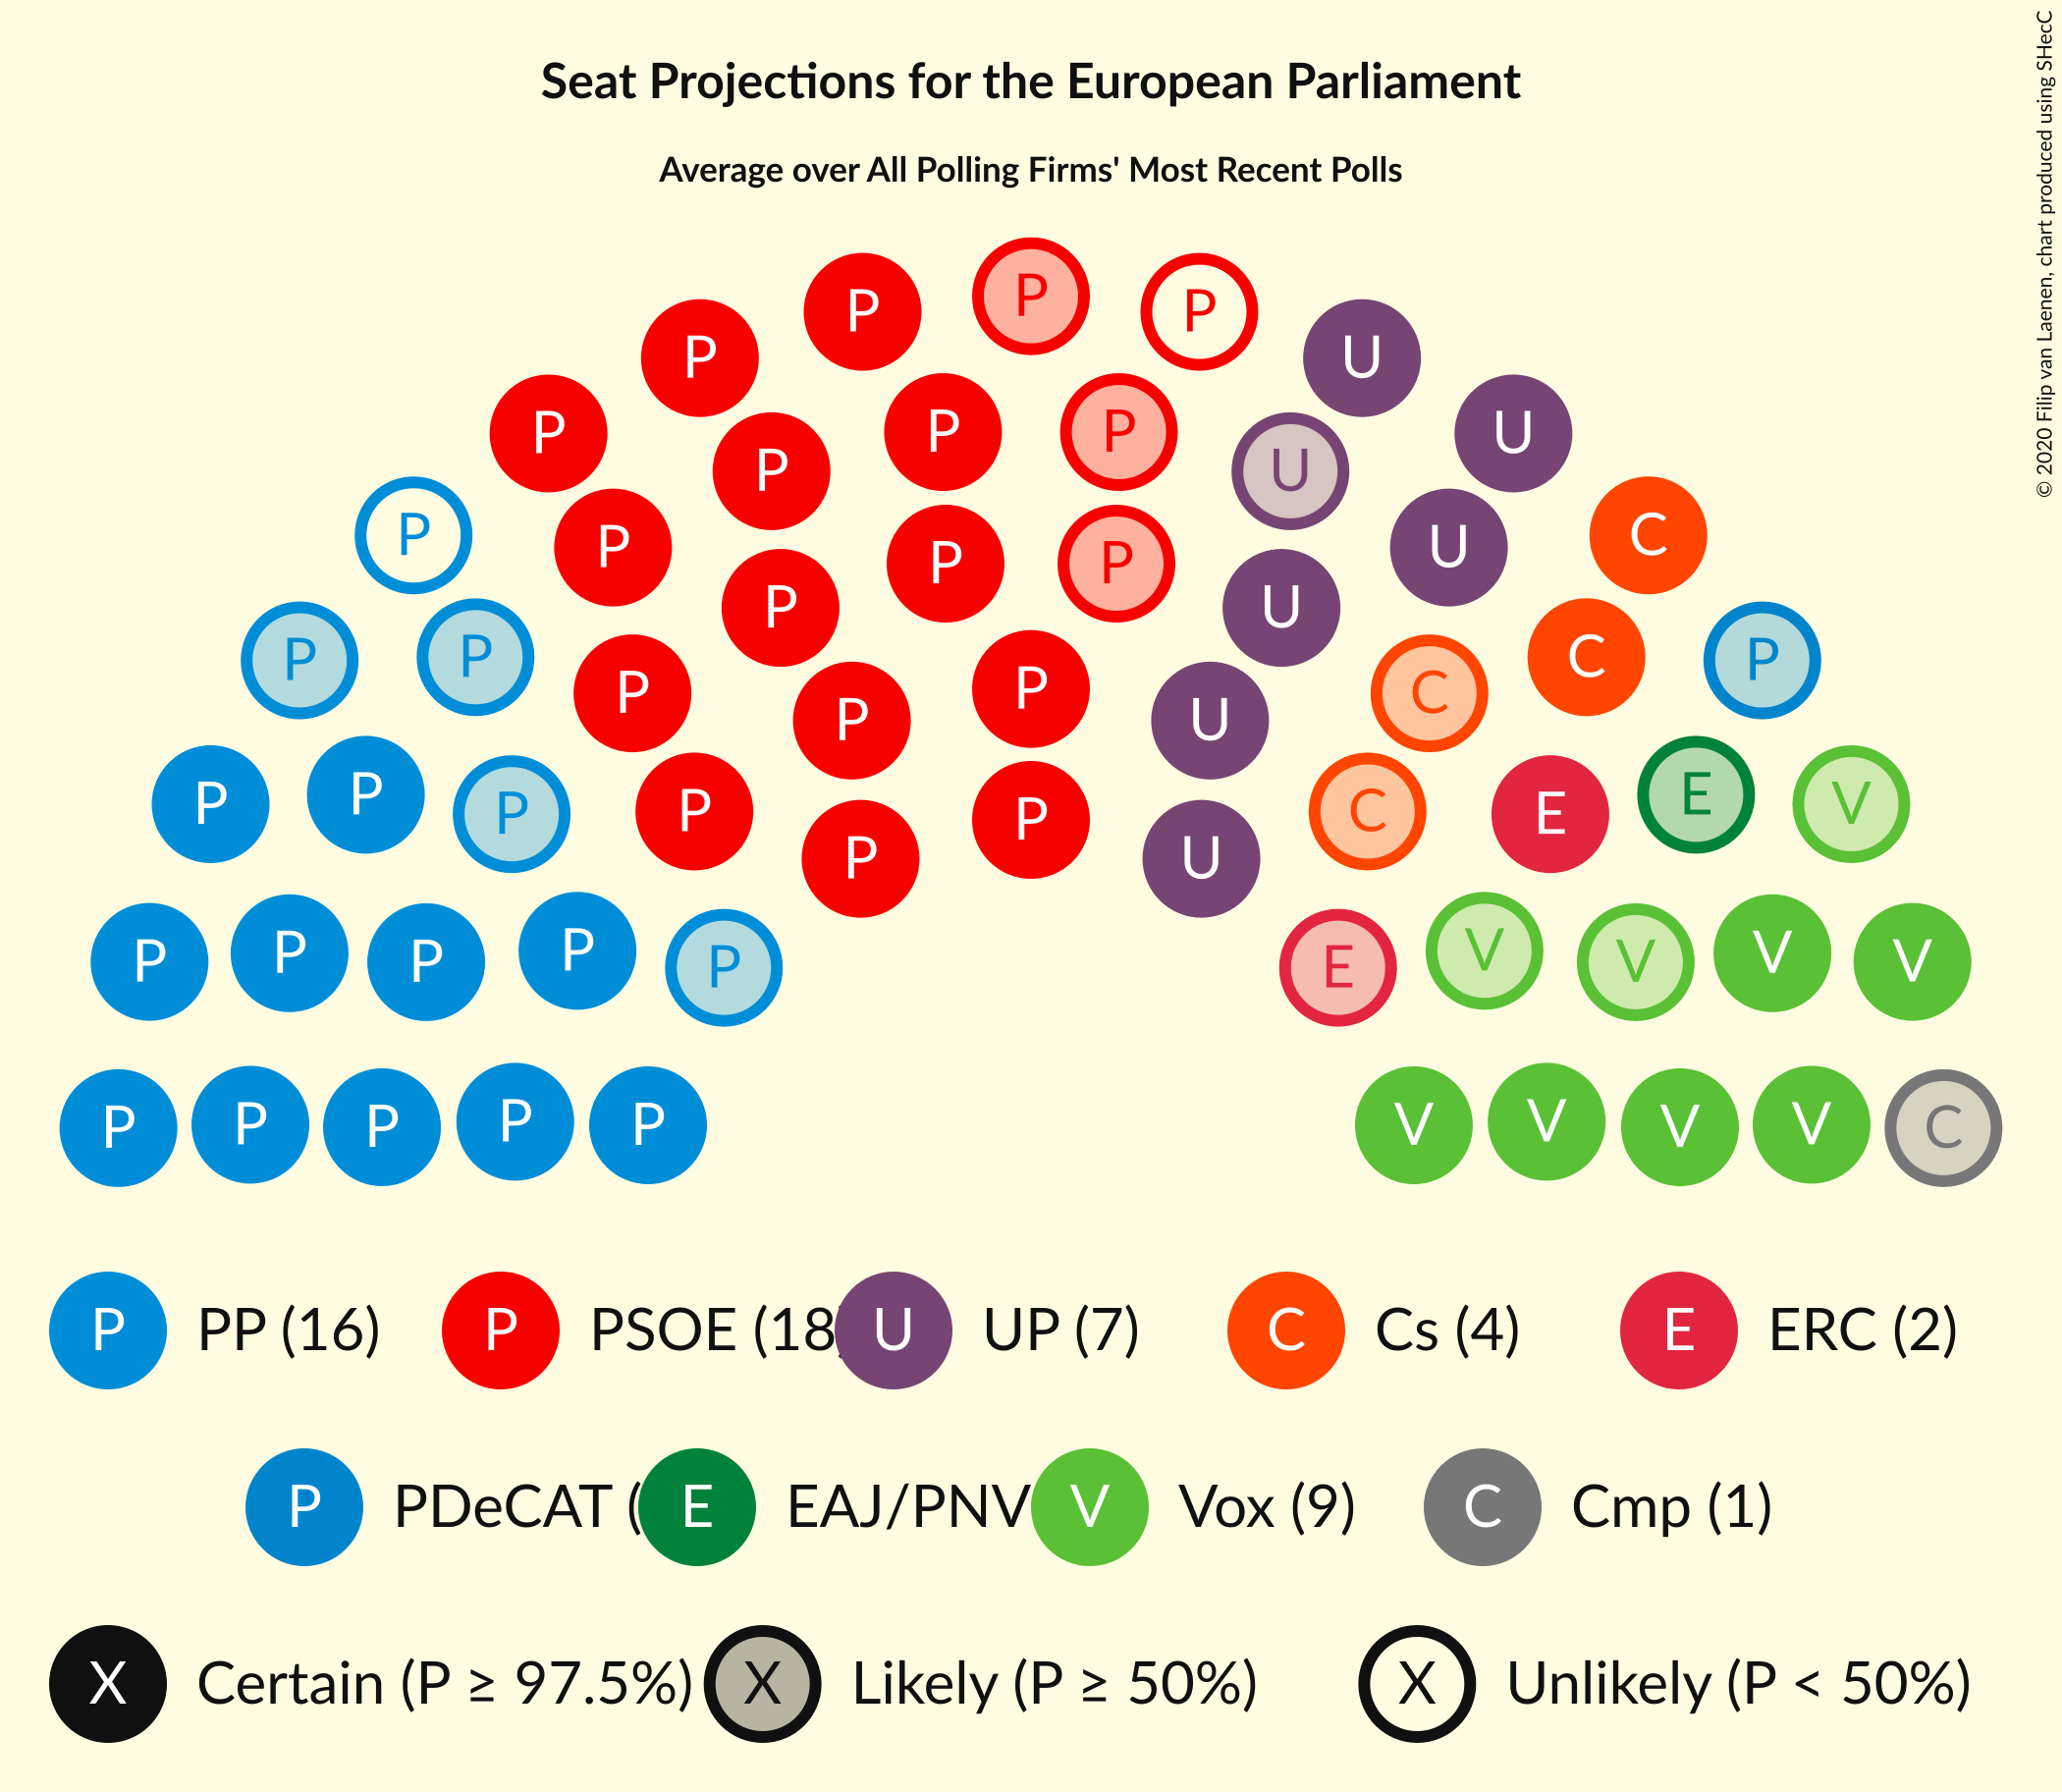 Seat Projections for the European Parliament
Average over All Polling Firms' Most Recent Polls
© 2020 Filip van Laenen, chart produced using SHecC
P P P
P P U
P P P U U
P P U
P P P P C
P P U
P P P C
P P C P
P P P P U
P P P C E E V
P P U
P P P P P E V V V V
P P P P P V V V V C
P PP (16) P PSOE (18 U UP (7) C Cs (4) E ERC (2)
P PDeCAT ( E EAJ/PNV V Vox (9) C Cmp (1)
X Certain (P ≥ 97.5%) X Likely (P ≥ 50%) X Unlikely (P < 50%)